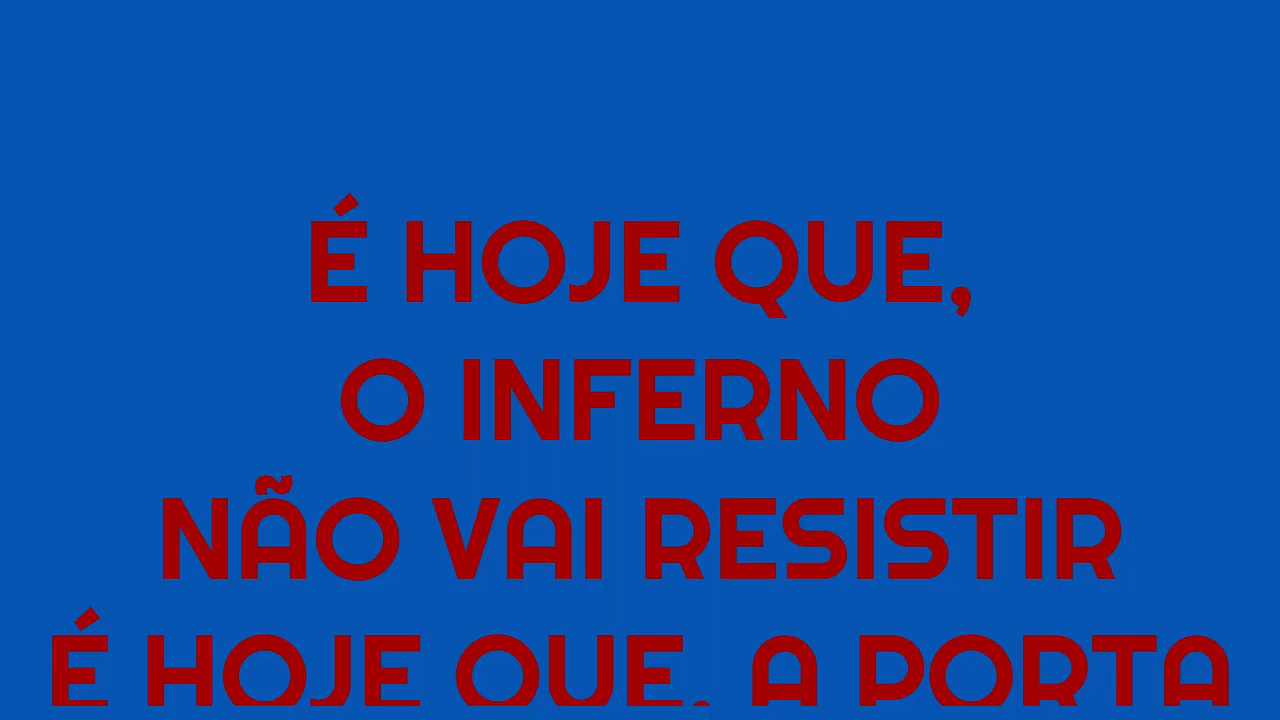 É HOJE QUE,
O INFERNO
NÃO VAI RESISTIR
É HOJE QUE, A PORTA